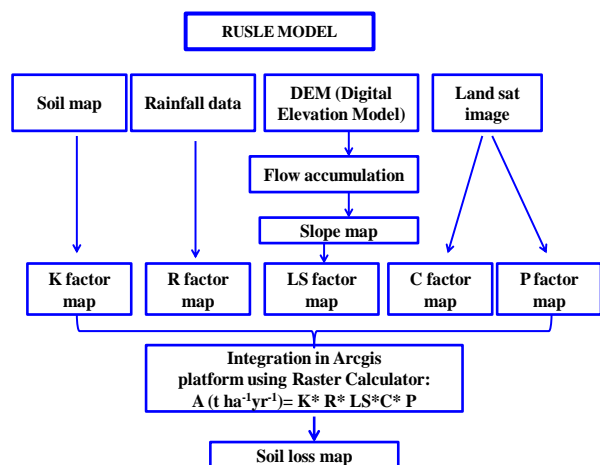 RUSLE MODEL
Soil map
Rainfall data
DEM (Digital
Elevation Model)
Land sat
image
Flow accumulation
Slope map
K factor
map
R factor
map
LS factor
map
C factor
map
P factor
map
Integration in Arcgis
platform using Raster Calculator:
A (t ha⁻¹yr⁻¹)= K* R* LS*C* P
Soil loss map